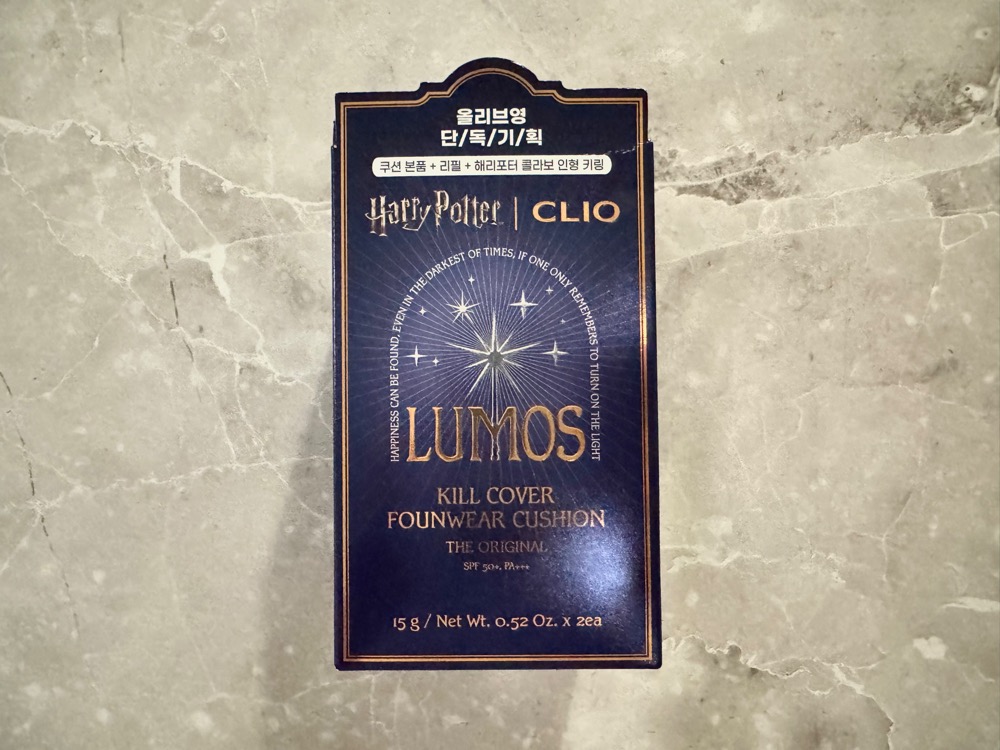 올리브영
단/독/기/획
쿠션 본품 + 리필 + 해리포터 콜라보 인형 키링
Harry Potter | CLIO
HAPPINESS CAN BE FOUND, EVEN IN THE DARKEST OF TIMES, IF ONE ONLY REMEMBERS TO TURN ON THE LIGHT
LUMOS
KILL COVER
FOUNWEAR CUSHION
THE ORIGINAL
SPF 50+, PA+++
15 g / Net Wt. 0.52 Oz. x 2ea